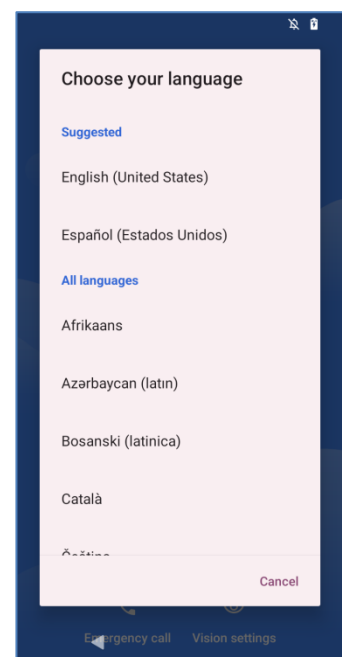 Choose your language
Suggested
English (United States)
Español (Estados Unidos)
All languages
Afrikaans
Azərbaycan (latın)
Bosanski (latinica)
Català
Cancel
Emergency call
Vision settings